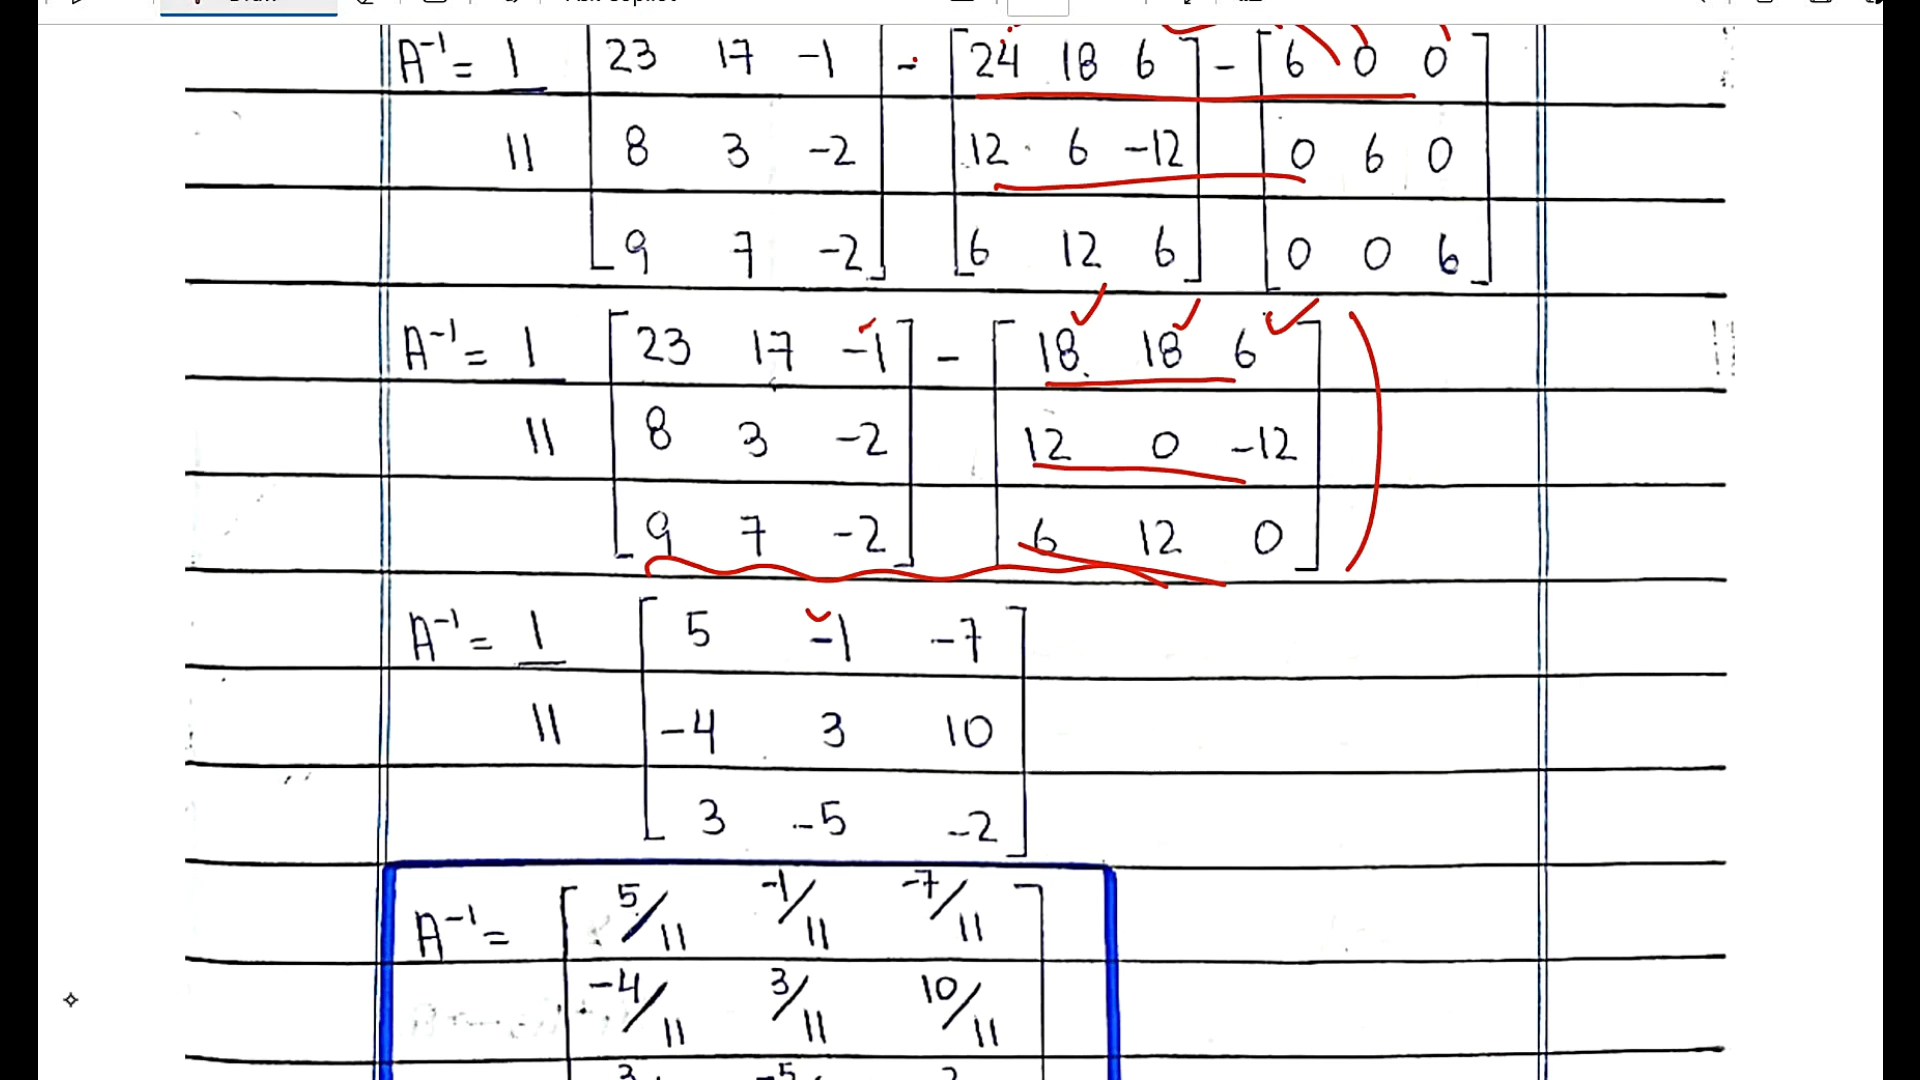 A⁻¹ = 1 [ 23 17 -1 ] - [ 24 18 6 ] - [ 6 0 0 ]
11 [ 8 3 -2 ] [ 12 6 -12 ] [ 0 6 0 ]
[ 9 7 -2 ] [ 6 12 6 ] [ 0 0 6 ]
A⁻¹ = 1 [ 23 17 -1 ] - [ 18 18 6 ]
11 [ 8 3 -2 ] [ 12 0 -12 ]
[ 9 7 -2 ] [ 6 12 0 ]
A⁻¹ = 1 [ 5 -1 -7 ]
11 [ -4 3 10 ]
[ 3 -5 -2 ]
A⁻¹ = [ 5/11 -1/11 -7/11 ]
[ -4/11 3/11 10/11 ]